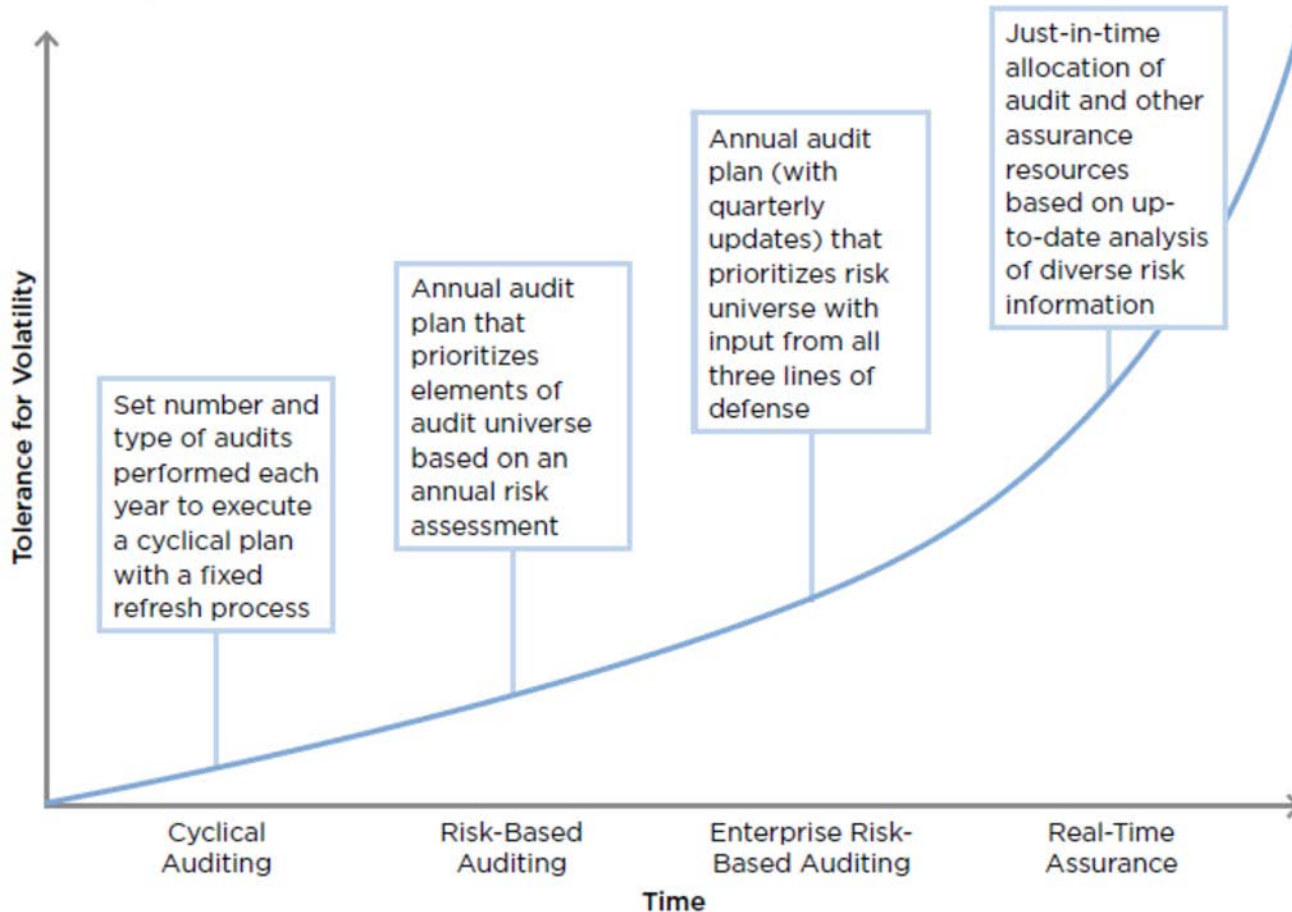 Tolerance for Volatility
Set number and
type of audits
performed each
year to execute
a cyclical plan
with a fixed
refresh process
Annual audit
plan that
prioritizes
elements of
audit universe
based on an
annual risk
assessment
Annual audit
plan (with
quarterly
updates) that
prioritizes risk
universe with
input from all
three lines of
defense
Just-in-time
allocation of
audit and other
assurance
resources
based on up-
to-date analysis
of diverse risk
information
Cyclical
Auditing
Risk-Based
Auditing
Enterprise Risk-
Based Auditing
Real-Time
Assurance
Time